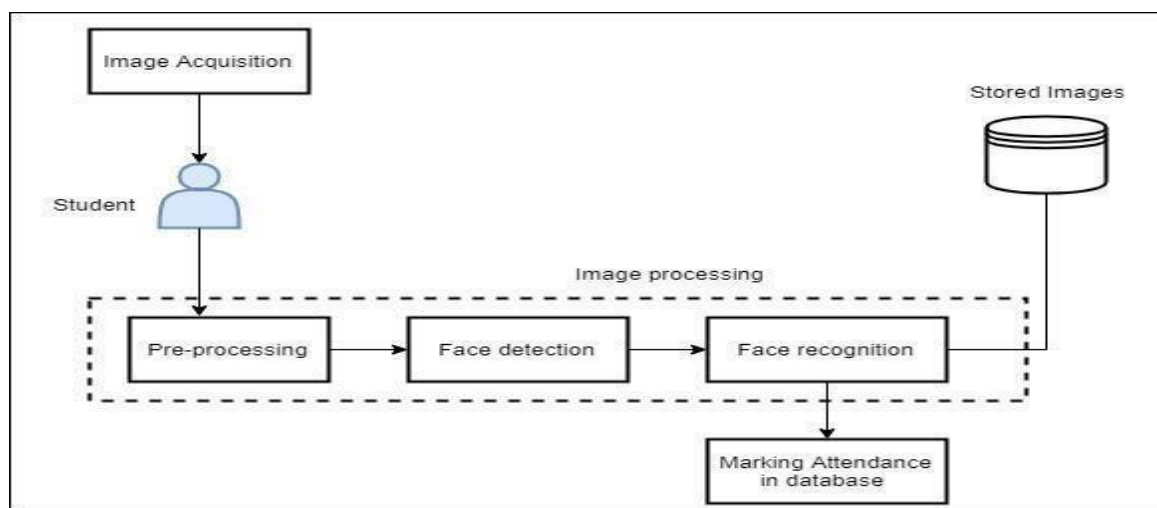 Image Acquisition
Stored Images
Student
Image processing
Pre-processing
Face detection
Face recognition
Marking Attendance
in database